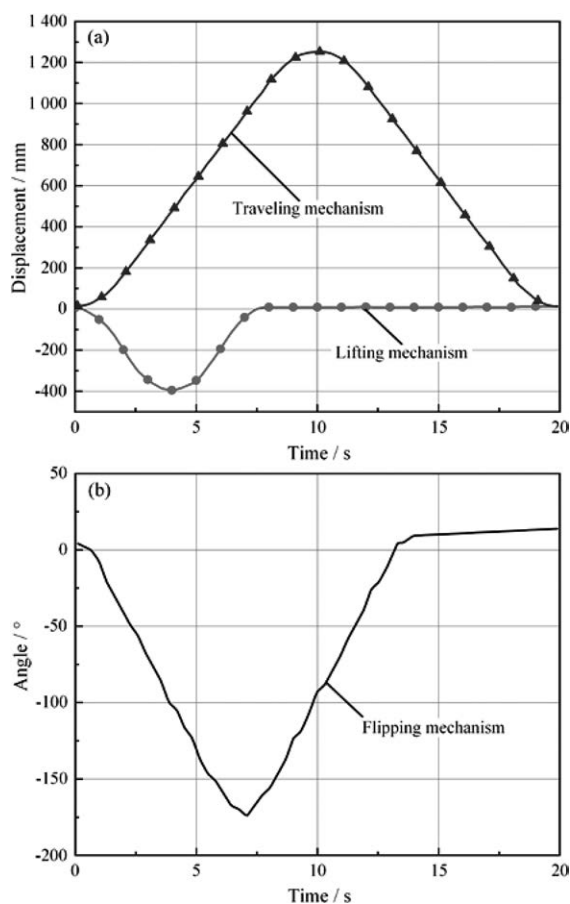 (a)
1 400
1 200
1 000
800
600
400
200
0
-200
-400
Displacement / mm
Traveling mechanism
Lifting mechanism
0 5 10 15 20
Time / s
(b)
50
0
-50
-100
-150
-200
Angle / °
Flipping mechanism
0 5 10 15 20
Time / s